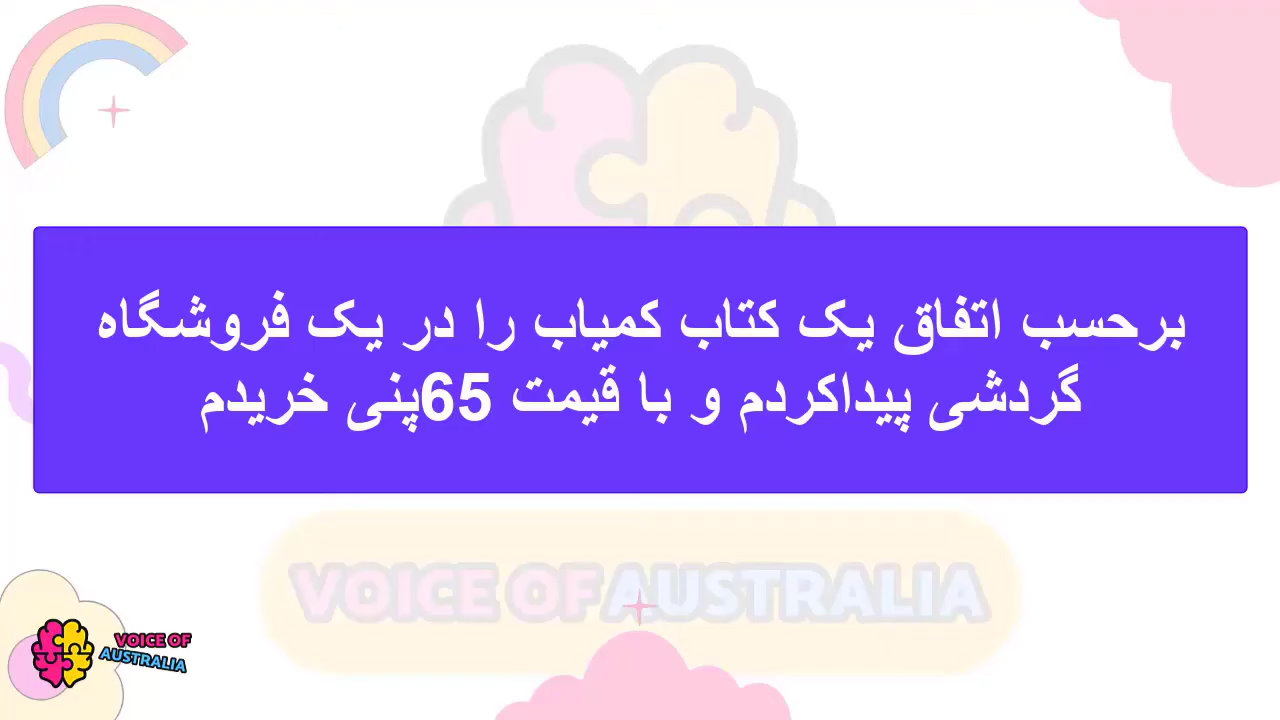 برحسب اتفاق یک کتاب کمیاب را در یک فروشگاه
گردشی پیداکردم و با قیمت 65پنی خریدم
VOICE OF AUSTRALIA
VOICE OF
AUSTRALIA